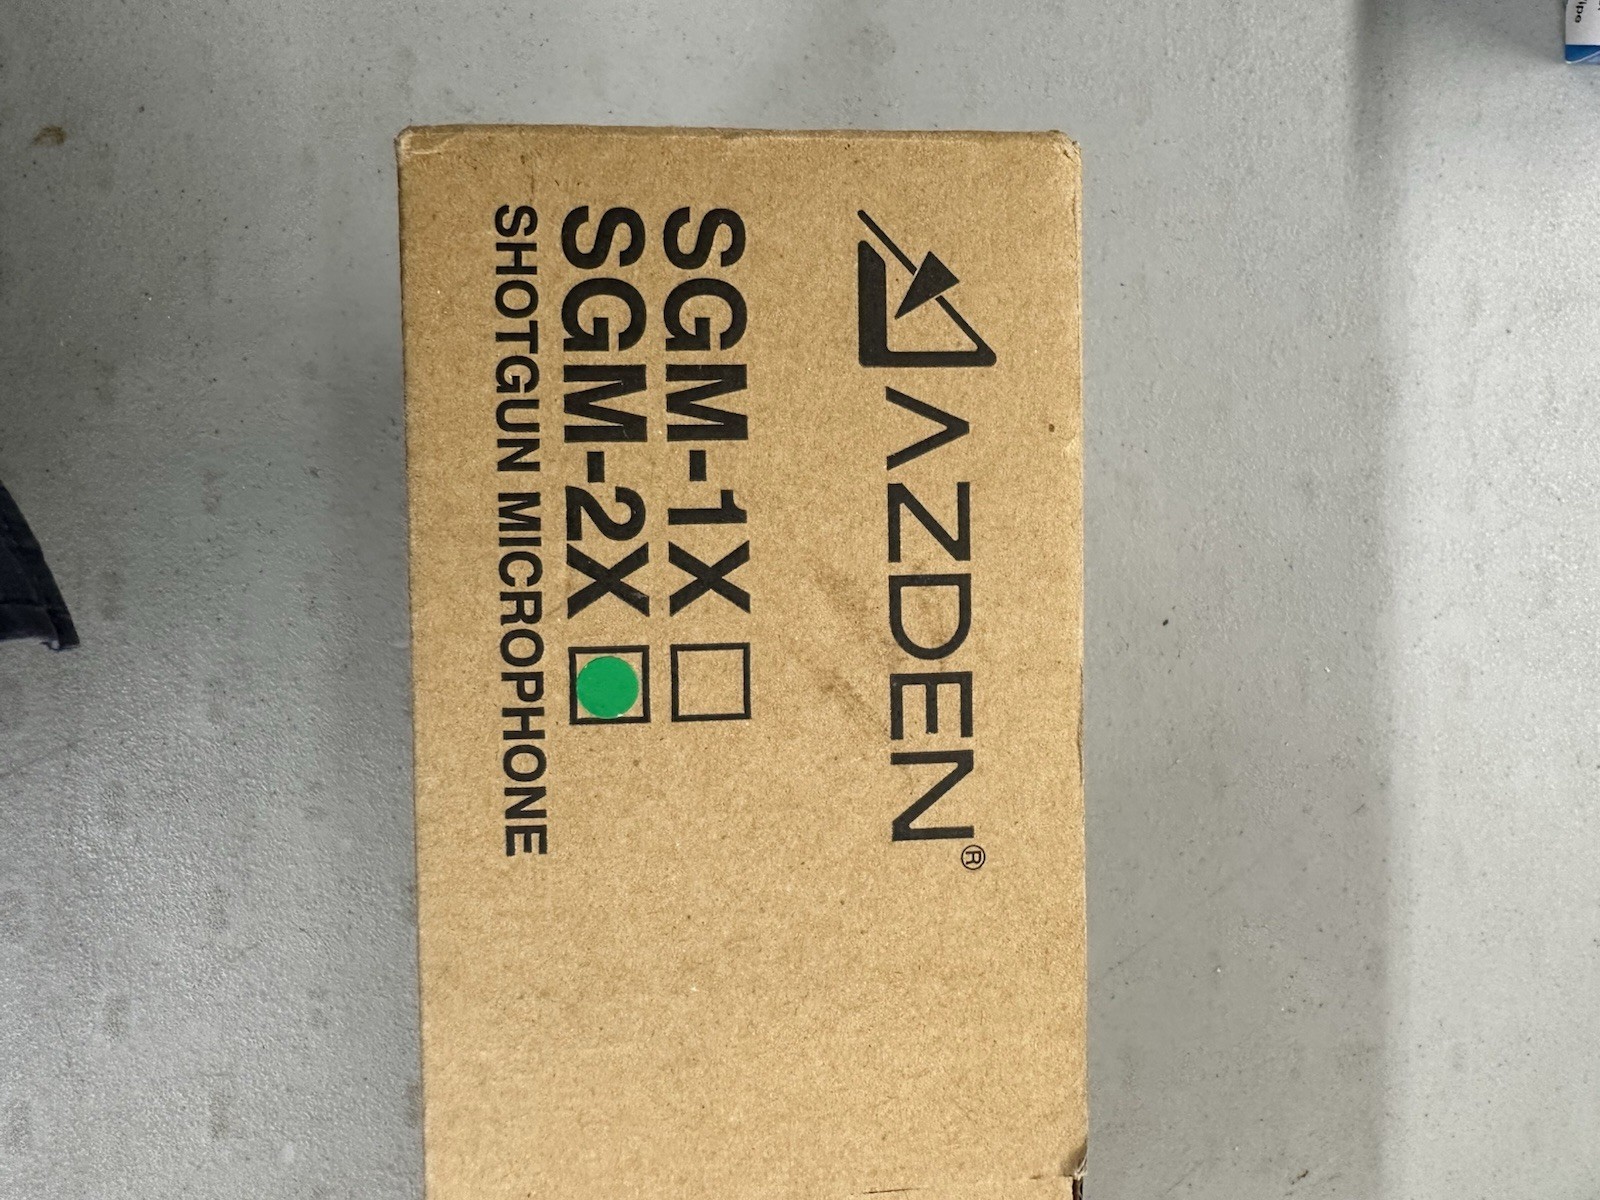 AZDEN®
SGM-1X
SGM-2X
SHOTGUN MICROPHONE